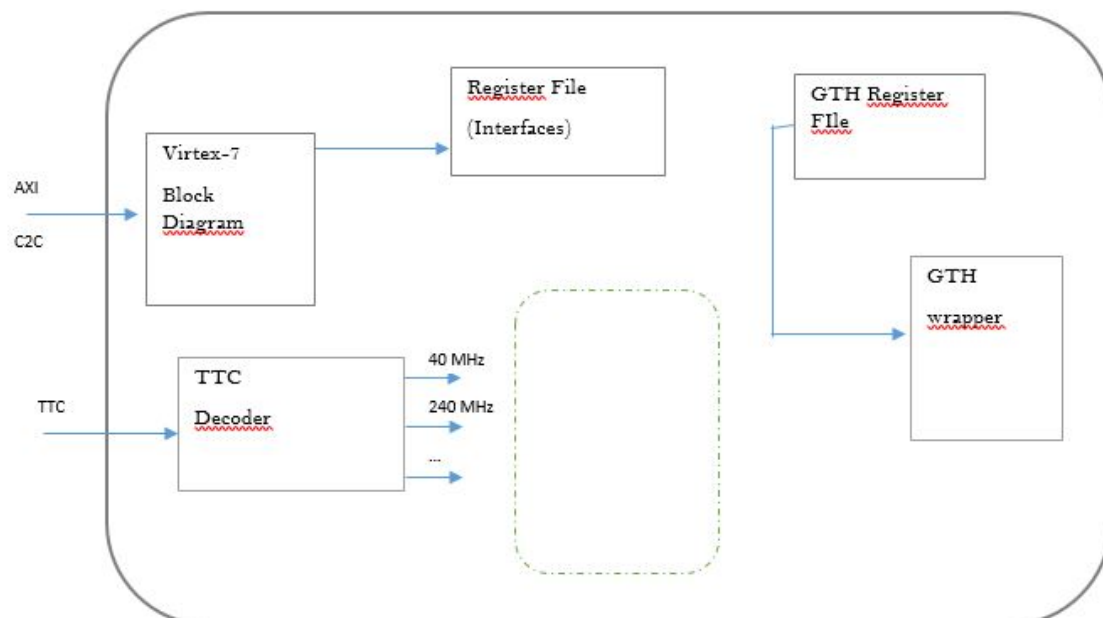 Register File
(Interfaces)
GTH Register
FIle
Virtex-7
Block
Diagram
AXI
C2C
GTH
wrapper
TTC
Decoder
40 MHz
240 MHz
...
TTC